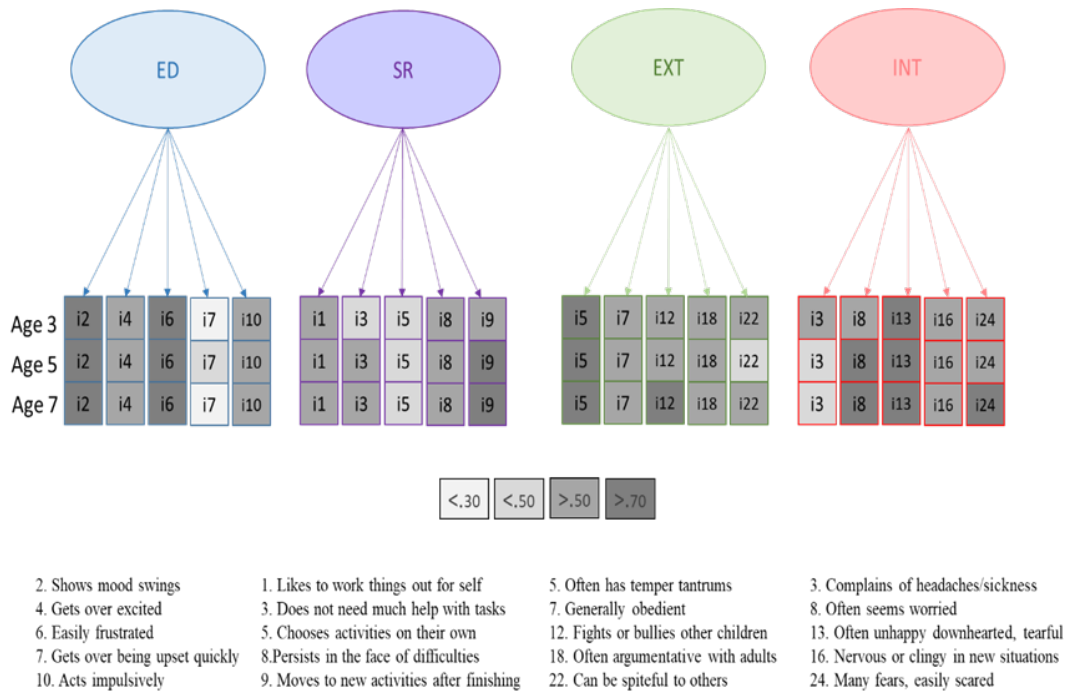 ED SR EXT INT
Age 3 i2 i4 i6 i7 i10 i1 i3 i5 i8 i9 i5 i7 i12 i18 i22 i3 i8 i13 i16 i24
Age 5 i2 i4 i6 i7 i10 i1 i3 i5 i8 i9 i5 i7 i12 i18 i22 i3 i8 i13 i16 i24
Age 7 i2 i4 i6 i7 i10 i1 i3 i5 i8 i9 i5 i7 i12 i18 i22 i3 i8 i13 i16 i24
<.30 <.50 >.50 >.70
2. Shows mood swings
4. Gets over excited
6. Easily frustrated
7. Gets over being upset quickly
10. Acts impulsively
1. Likes to work things out for self
3. Does not need much help with tasks
5. Chooses activities on their own
8.Persists in the face of difficulties
9. Moves to new activities after finishing
5. Often has temper tantrums
7. Generally obedient
12. Fights or bullies other children
18. Often argumentative with adults
22. Can be spiteful to others
3. Complains of headaches/sickness
8. Often seems worried
13. Often unhappy downhearted, tearful
16. Nervous or clingy in new situations
24. Many fears, easily scared